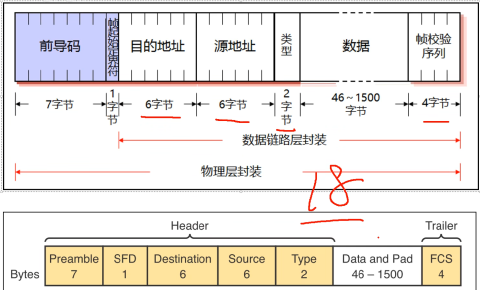 前导码 帧起始定界符 目的地址 源地址 类型 数据 帧校验序列
7字节 1字节 6字节 6字节 2字节 46~1500字节 4字节
数据链路层封装
物理层封装
18
Header Trailer
Preamble SFD Destination Source Type Data and Pad FCS
Bytes 7 1 6 6 2 46 – 1500 4